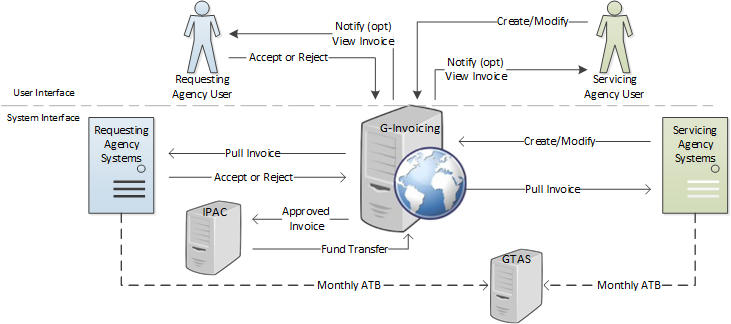 Notify (opt)
View Invoice
Create/Modify
Accept or Reject
Notify (opt)
View Invoice
Requesting
Agency User
Servicing
Agency User
User Interface
System Interface
Requesting
Agency
Systems
G-Invoicing
Servicing
Agency
Systems
Pull Invoice
Create/Modify
Accept or Reject
Pull Invoice
IPAC
Approved
Invoice
Fund Transfer
GTAS
Monthly ATB
Monthly ATB